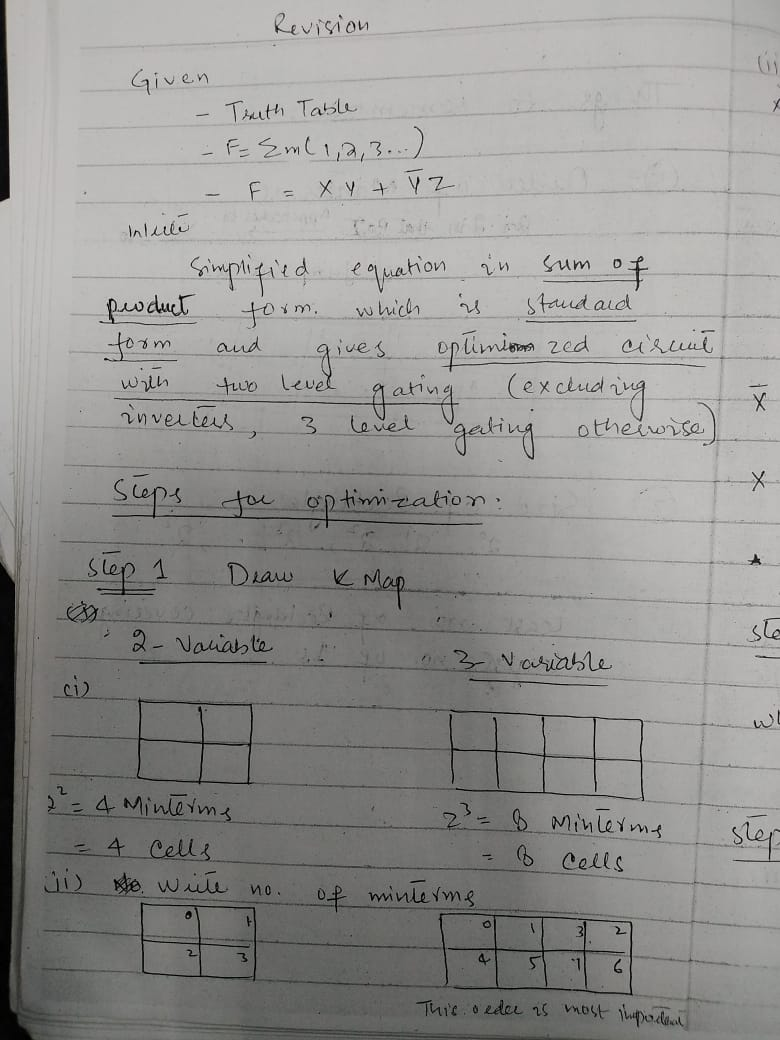 Revision
Given
- Truth Table
- F = Σm(1,2,3...)
- F = XY + Y̅Z
Write
Simplified equation in sum of
product form. which is standard
form and gives optimized circuit
with two level gating (excluding
inverters, 3 level gating otherwise)
Steps for optimization:
Step 1 Draw K Map
2-Variable 3-Variable
(i)
2² = 4 Minterms 2³ = 8 Minterms
= 4 Cells = 8 Cells
ii) Write no. of minterms
0 1 0 1 3 2
2 3 4 5 7 6
This order is most important
(ii
X
X̅
X
★
Ste
Step